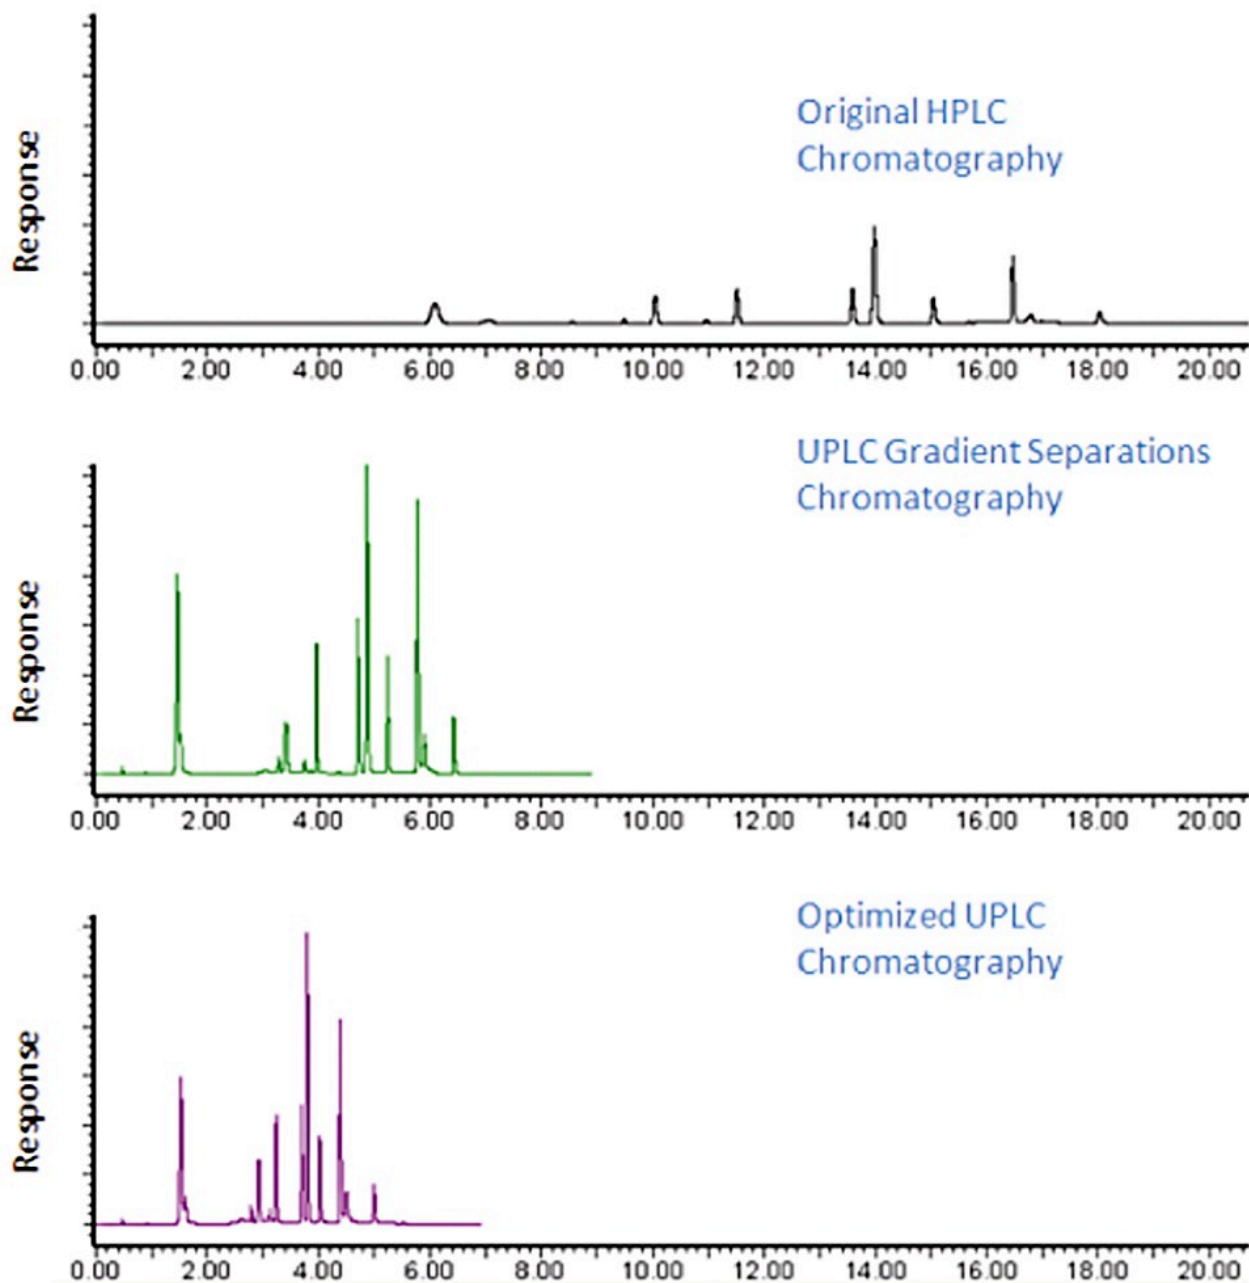 Response
Original HPLC
Chromatography
0.00 2.00 4.00 6.00 8.00 10.00 12.00 14.00 16.00 18.00 20.00
Response
UPLC Gradient Separations
Chromatography
0.00 2.00 4.00 6.00 8.00 10.00 12.00 14.00 16.00 18.00 20.00
Response
Optimized UPLC
Chromatography
0.00 2.00 4.00 6.00 8.00 10.00 12.00 14.00 16.00 18.00 20.00